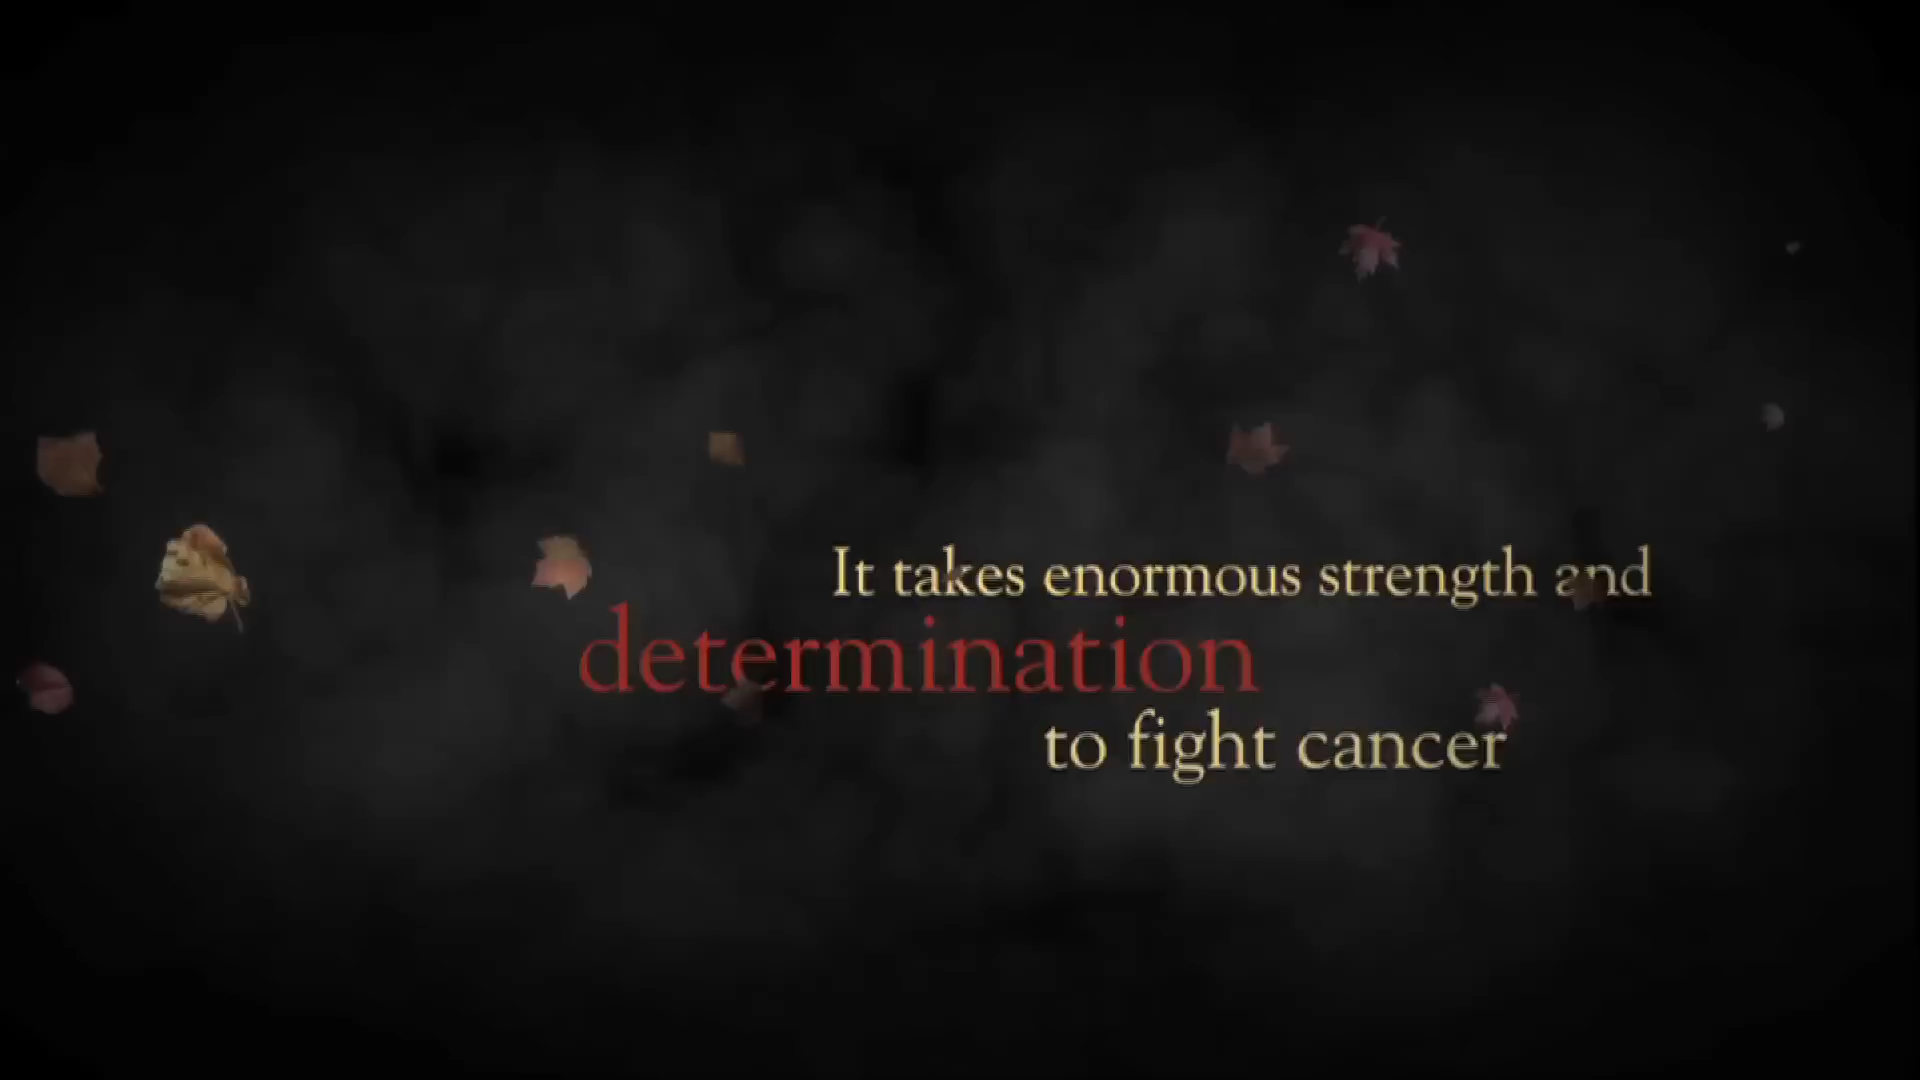 It takes enormous strength and
determination
to fight cancer